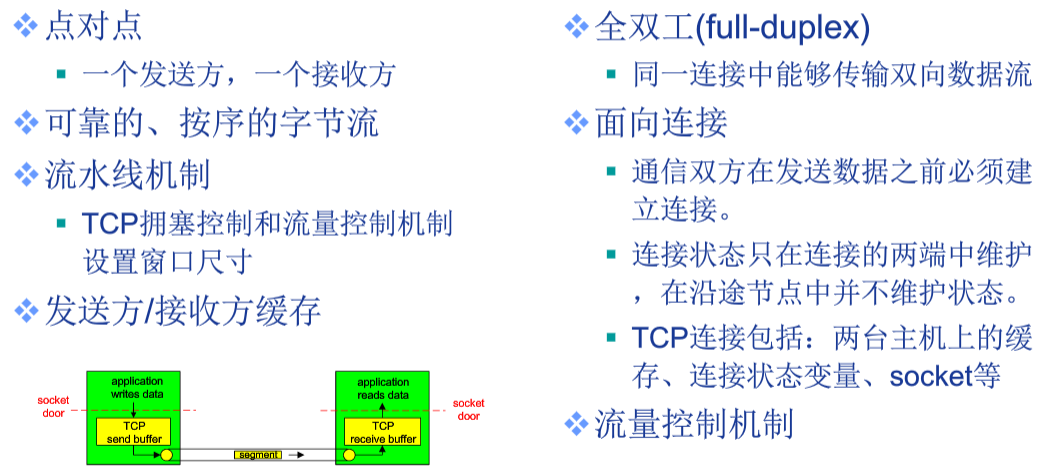 点对点
一个发送方，一个接收方
可靠的、按序的字节流
流水线机制
TCP拥塞控制和流量控制机制
设置窗口尺寸
发送方/接收方缓存
application
writes data
socket
door
TCP
send buffer
segment
application
reads data
socket
door
TCP
receive buffer
全双工(full-duplex)
同一连接中能够传输双向数据流
面向连接
通信双方在发送数据之前必须建
立连接。
连接状态只在连接的两端中维护
，在沿途节点中并不维护状态。
TCP连接包括：两台主机上的缓
存、连接状态变量、socket等
流量控制机制